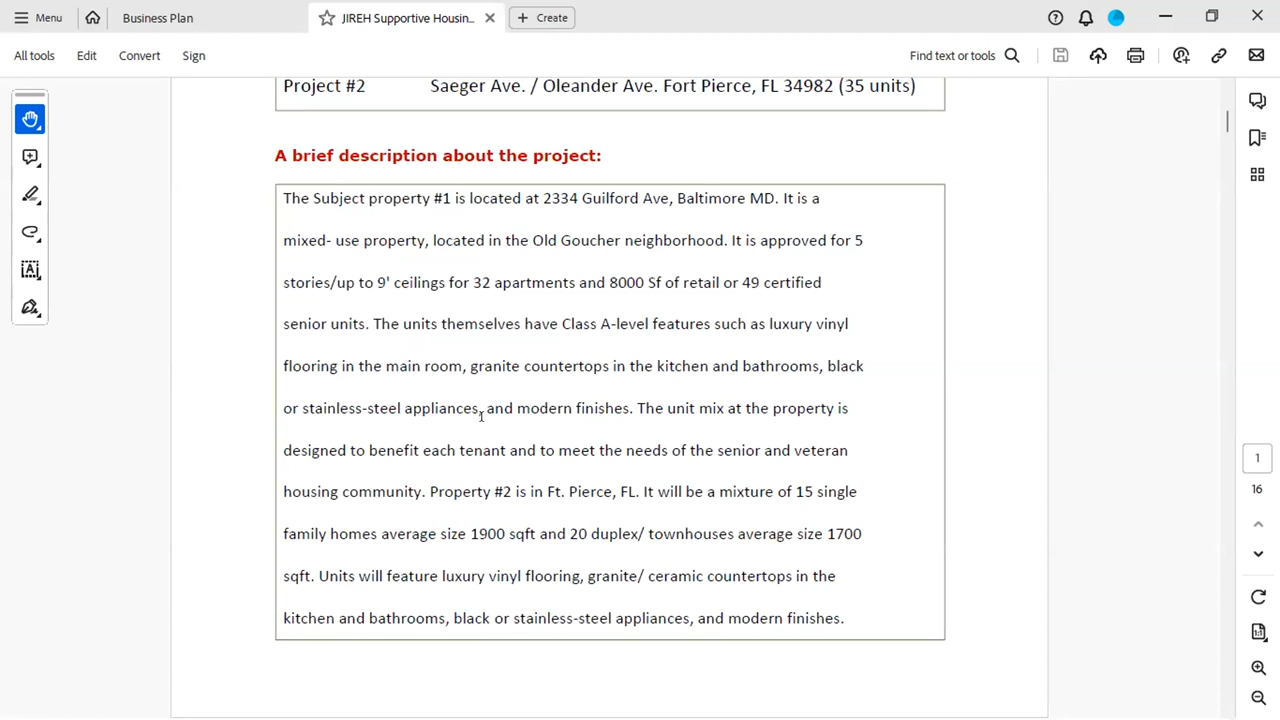 Menu
Business Plan
JIREH Supportive Housin...
Create
All tools
Edit
Convert
Sign
Find text or tools
Project #2 Saeger Ave. / Oleander Ave. Fort Pierce, FL 34982 (35 units)
A brief description about the project:
The Subject property #1 is located at 2334 Guilford Ave, Baltimore MD. It is a
mixed- use property, located in the Old Goucher neighborhood. It is approved for 5
stories/up to 9' ceilings for 32 apartments and 8000 Sf of retail or 49 certified
senior units. The units themselves have Class A-level features such as luxury vinyl
flooring in the main room, granite countertops in the kitchen and bathrooms, black
or stainless-steel appliances, and modern finishes. The unit mix at the property is
designed to benefit each tenant and to meet the needs of the senior and veteran
housing community. Property #2 is in Ft. Pierce, FL. It will be a mixture of 15 single
family homes average size 1900 sqft and 20 duplex/ townhouses average size 1700
sqft. Units will feature luxury vinyl flooring, granite/ ceramic countertops in the
kitchen and bathrooms, black or stainless-steel appliances, and modern finishes.
1
16
1:1